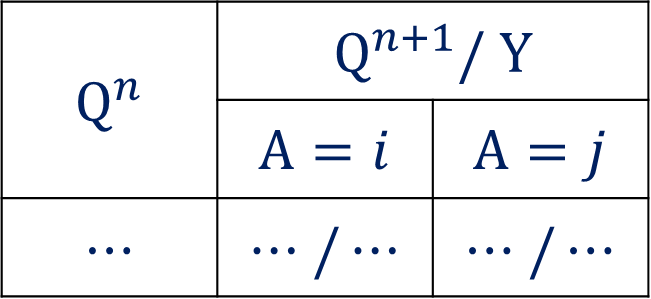 Qⁿ
Qⁿ⁺¹/ Y
A = i
A = j
⋯
⋯ / ⋯
⋯ / ⋯